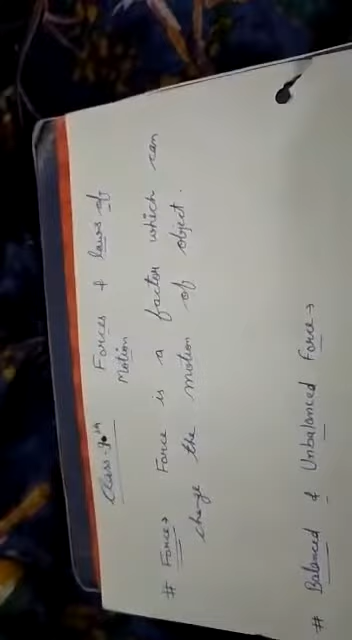 Class-9th
Forces & laws of
Motion
# Force→ Force is a factor which can
change the motion of object.
# Balanced & Unbalanced Force→